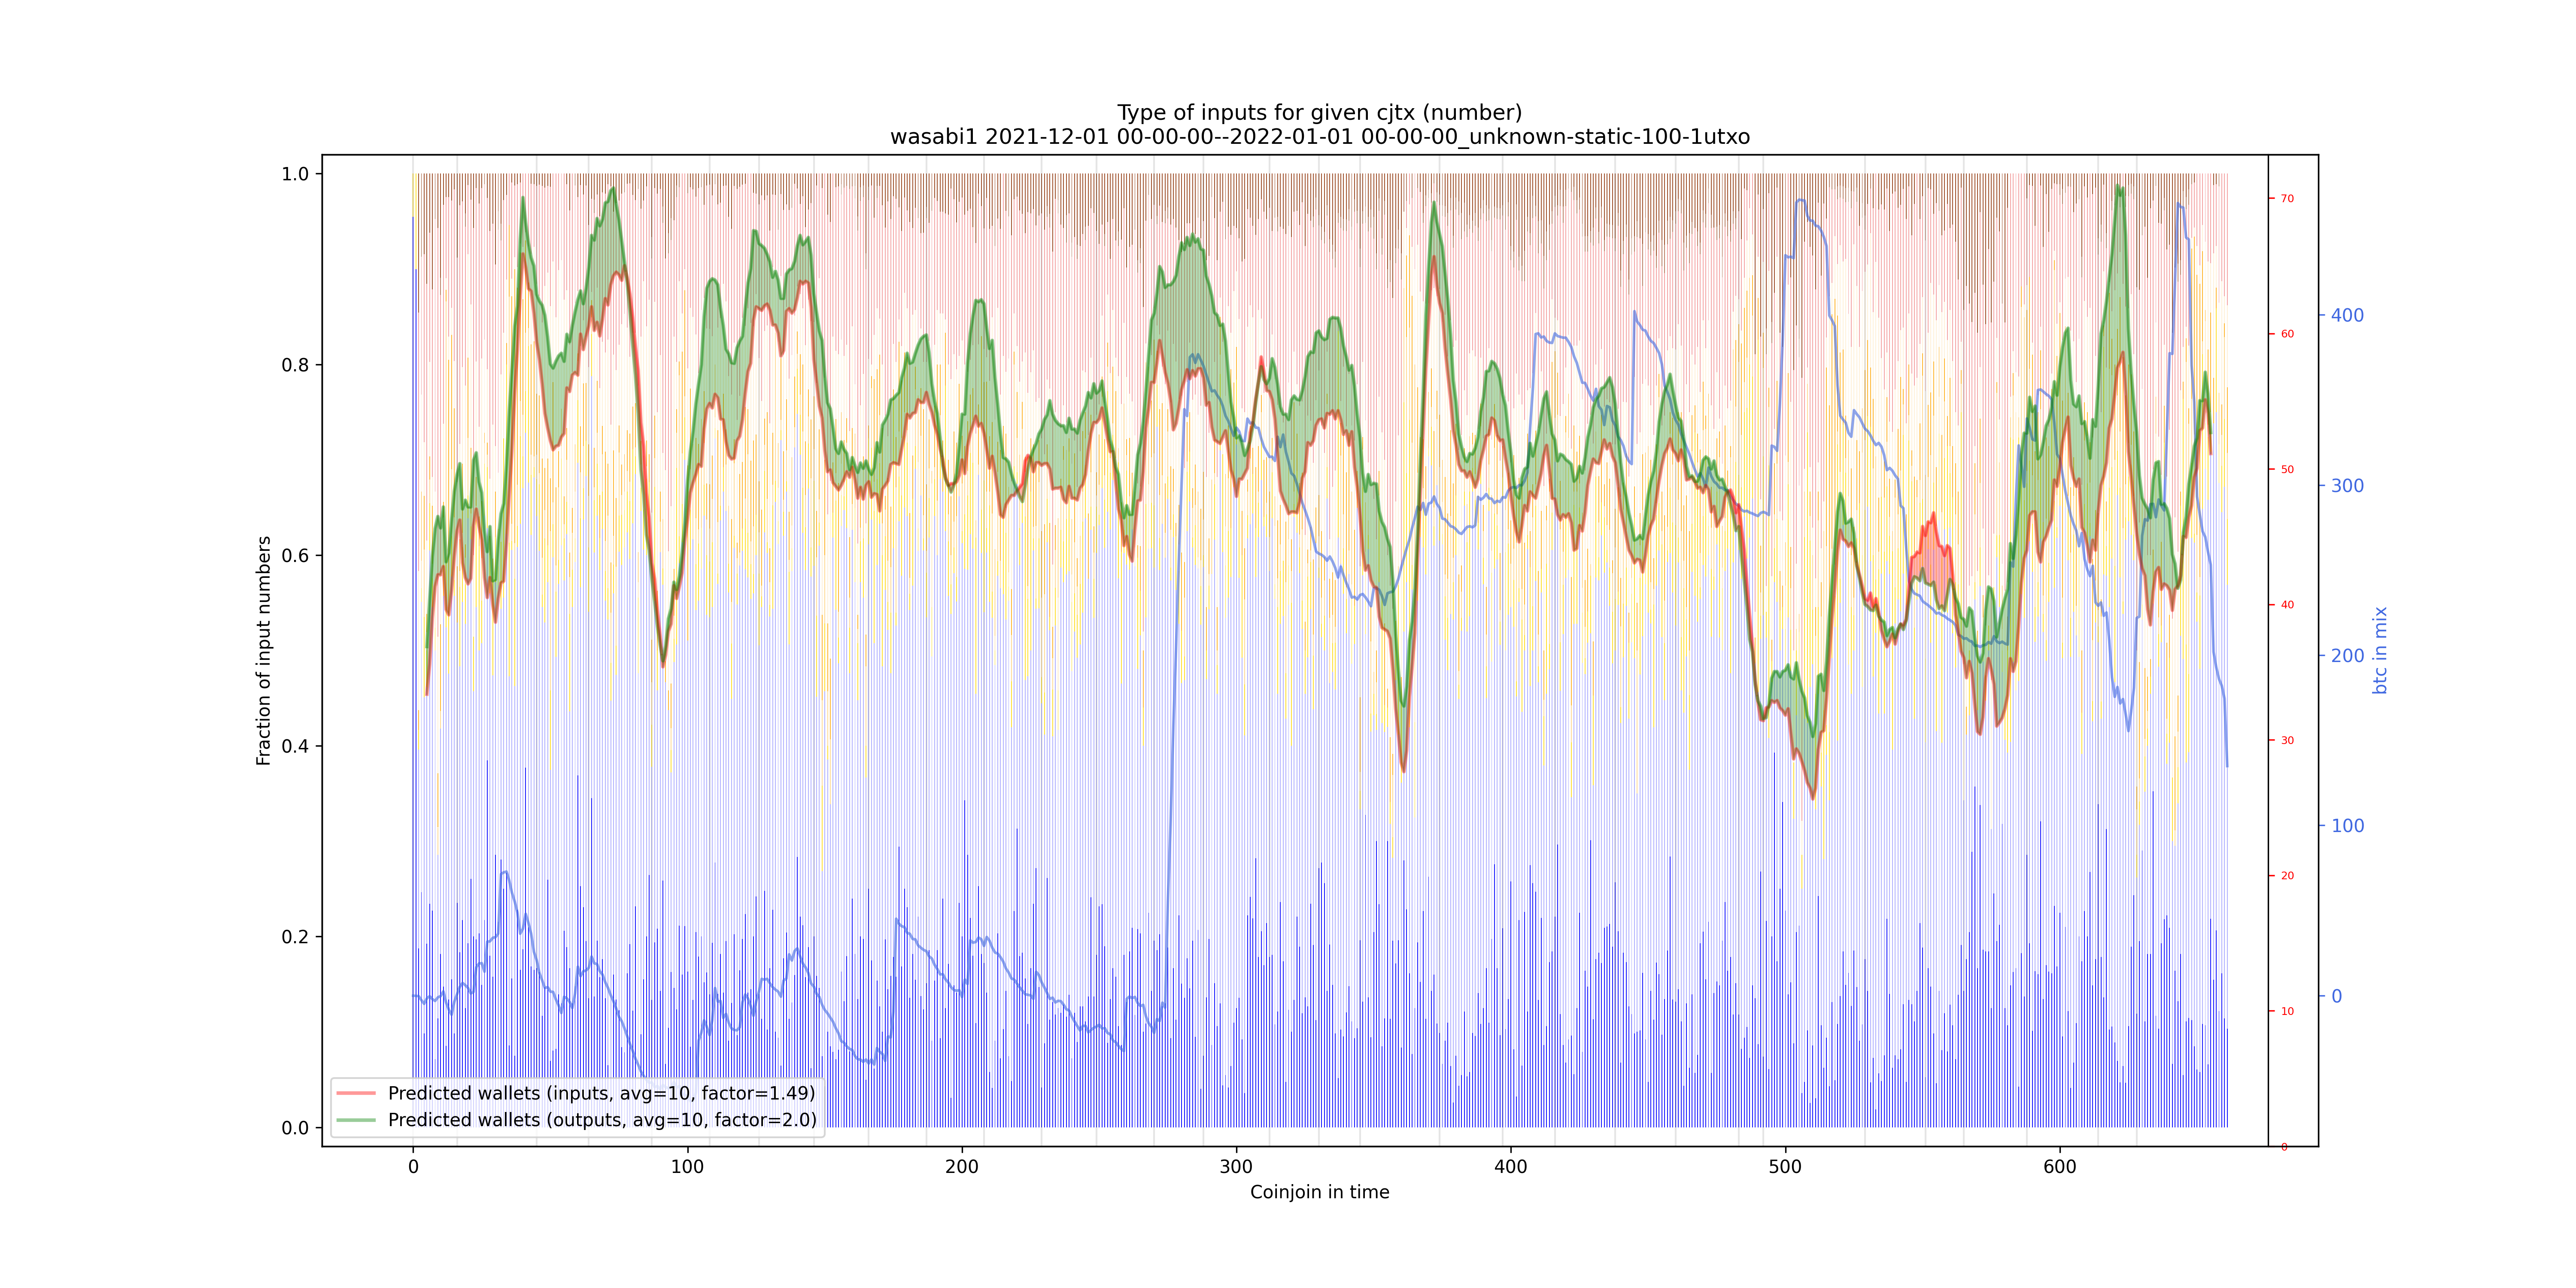 Type of inputs for given cjtx (number)
wasabi1 2021-12-01 00-00-00--2022-01-01 00-00-00_unknown-static-100-1utxo
1.0
0.8
0.6
0.4
0.2
0.0
Fraction of input numbers
70
60
50
40
30
20
10
0
400
300
200
100
0
btc in mix
Predicted wallets (inputs, avg=10, factor=1.49)
Predicted wallets (outputs, avg=10, factor=2.0)
0 100 200 300 400 500 600
Coinjoin in time